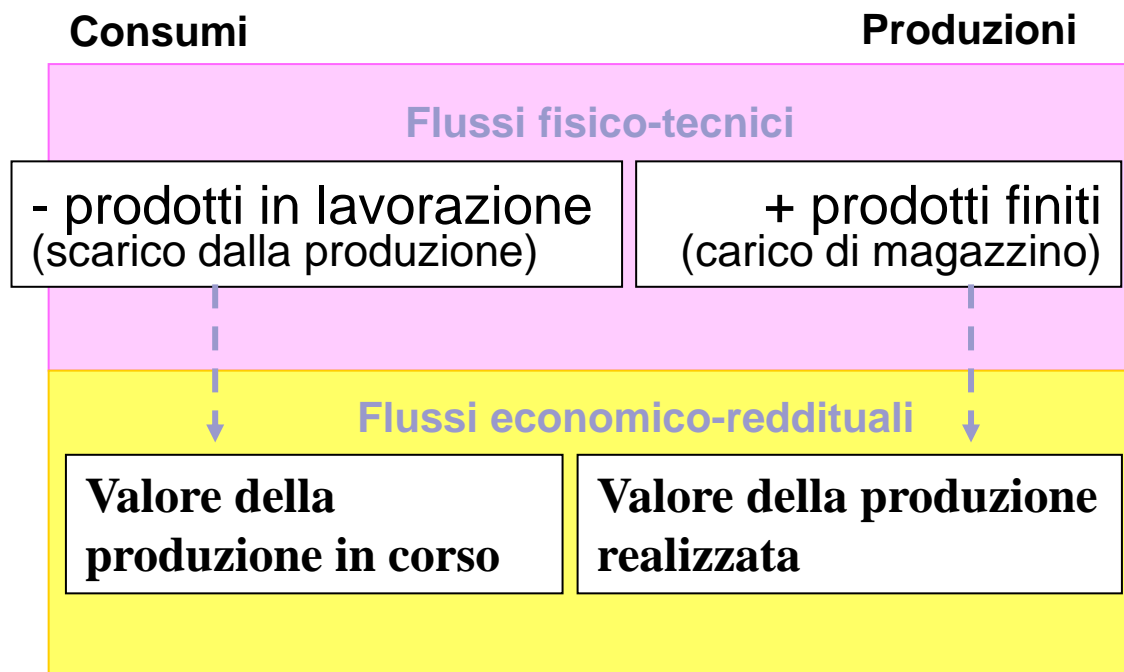 Consumi
Produzioni
Flussi fisico-tecnici
- prodotti in lavorazione
(scarico dalla produzione)
+ prodotti finiti
(carico di magazzino)
Flussi economico-reddituali
Valore della
produzione in corso
Valore della produzione
realizzata